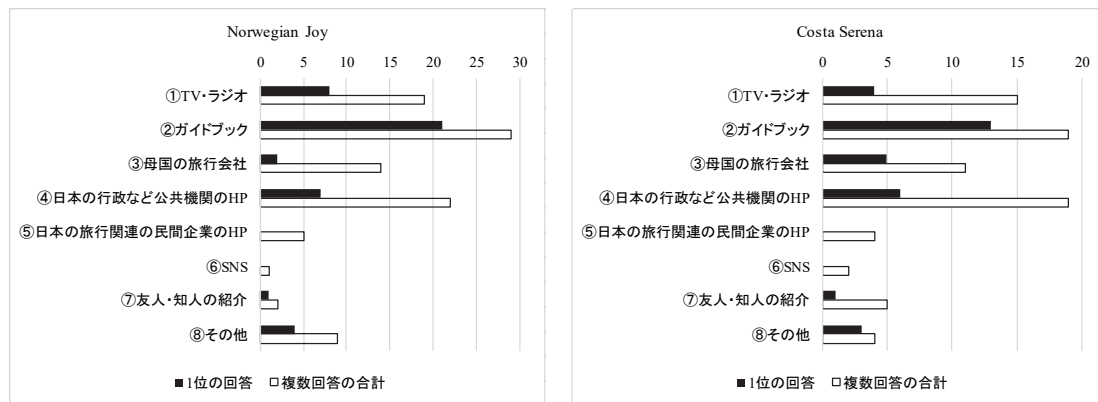 Norwegian Joy
0 5 10 15 20 25 30
①TV・ラジオ
②ガイドブック
③母国の旅行会社
④日本の行政など公共機関のHP
⑤日本の旅行関連の民間企業のHP
⑥SNS
⑦友人・知人の紹介
⑧その他
■1位の回答 □複数回答の合計
Costa Serena
0 5 10 15 20
①TV・ラジオ
②ガイドブック
③母国の旅行会社
④日本の行政など公共機関のHP
⑤日本の旅行関連の民間企業のHP
⑥SNS
⑦友人・知人の紹介
⑧その他
■1位の回答 □複数回答の合計